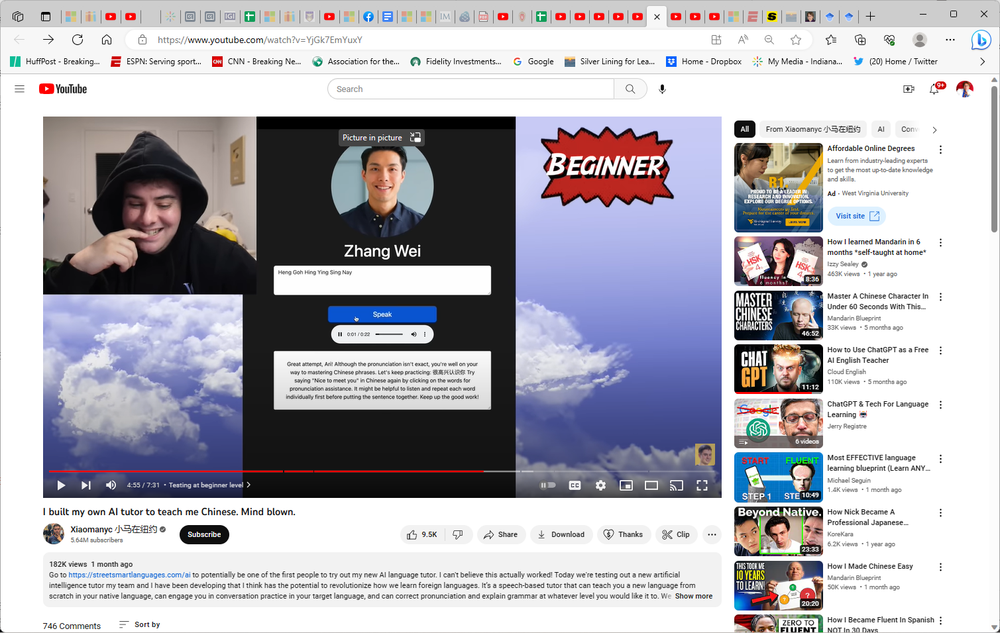 https://www.youtube.com/watch?v=YjGk7EmYuxY
HuffPost - Breaking...
ESPN: Serving sport...
CNN - Breaking Ne...
Association for the...
Fidelity Investments...
Google
Silver Lining for Lea...
Home - Dropbox
My Media - Indiana...
(20) Home / Twitter
YouTube
Search
9+
Picture in picture
BEGINNER
Zhang Wei
Heng Goh Hing Ying Sing Nay
Speak
0:01 / 0:22
Great attempt, Ari! Although the pronunciation isn't exact, you're well on your
way to mastering Chinese phrases. Let's keep practicing: 很高兴认识你 Try
saying "Nice to meet you" in Chinese again by clicking on the words for
pronunciation assistance. It might be helpful to listen and repeat each word
individually first before putting the sentence together. Keep up the good work!
4:55 / 7:31 • Testing at beginner level
CC
I built my own AI tutor to teach me Chinese. Mind blown.
Xiaomanyc 小马在纽约
5.64M subscribers
Subscribe
9.5K
Share
Download
Thanks
Clip
182K views 1 month ago
Go to https://streetsmartlanguages.com/ai to potentially be one of the first people to try out my new AI language tutor. I can't believe this actually worked! Today we're testing out a new artificial
intelligence tutor my team and I have been developing that I think has the potential to revolutionize how we learn foreign languages. It's a speech-based tutor that can teach you a new language from
scratch in your native language, can engage you in conversation practice in your target language, and can correct pronunciation and explain grammar at whatever level you would like it to. We Show more
746 Comments
Sort by
All
From Xiaomanyc 小马在纽约
AI
Conv
R1.
PROUD TO BE A LEADER IN
RESEARCH AND INNOVATION.
EXPLORE OUR DEGREE OPTIONS.
Mountaineers go first.
Prepare for the career of your dreams.
LEARN MORE
Affordable Online Degrees
Learn from industry-leading experts
to get the most up-to-date knowledge
and skills.
Ad · West Virginia University
Visit site
HSK
4
HSK
4
Fluency in
6 months?
8:36
How I learned Mandarin in 6
months *self-taught at home*
Izzy Sealey
463K views • 1 year ago
MASTER
CHINESE
CHARACTERS
46:52
Master A Chinese Character In
Under 60 Seconds With This...
Mandarin Blueprint
33K views • 5 months ago
CHAT
GPT
11:12
How to Use ChatGPT as a Free
AI English Teacher
Cloud English
110K views • 5 months ago
Google
6 videos
ChatGPT & Tech For Language
Learning
Jerry Registre
START
FLUENT
STEP 1
STE
10:49
Most EFFECTIVE language
learning blueprint (Learn ANY...
Michael Seguin
1.4K views • 1 month ago
Beyond Native.
23:33
How Nick Became A
Professional Japanese...
KoreKara
6.2K views • 1 year ago
THIS TOOK ME
10 YEARS
TO LEARN!
20:20
How I Made Chinese Easy
Mandarin Blueprint
50K views • 1 month ago
ZERO TO
FLUENT
How I Became Fluent In Spanish
NOT In 30 Days